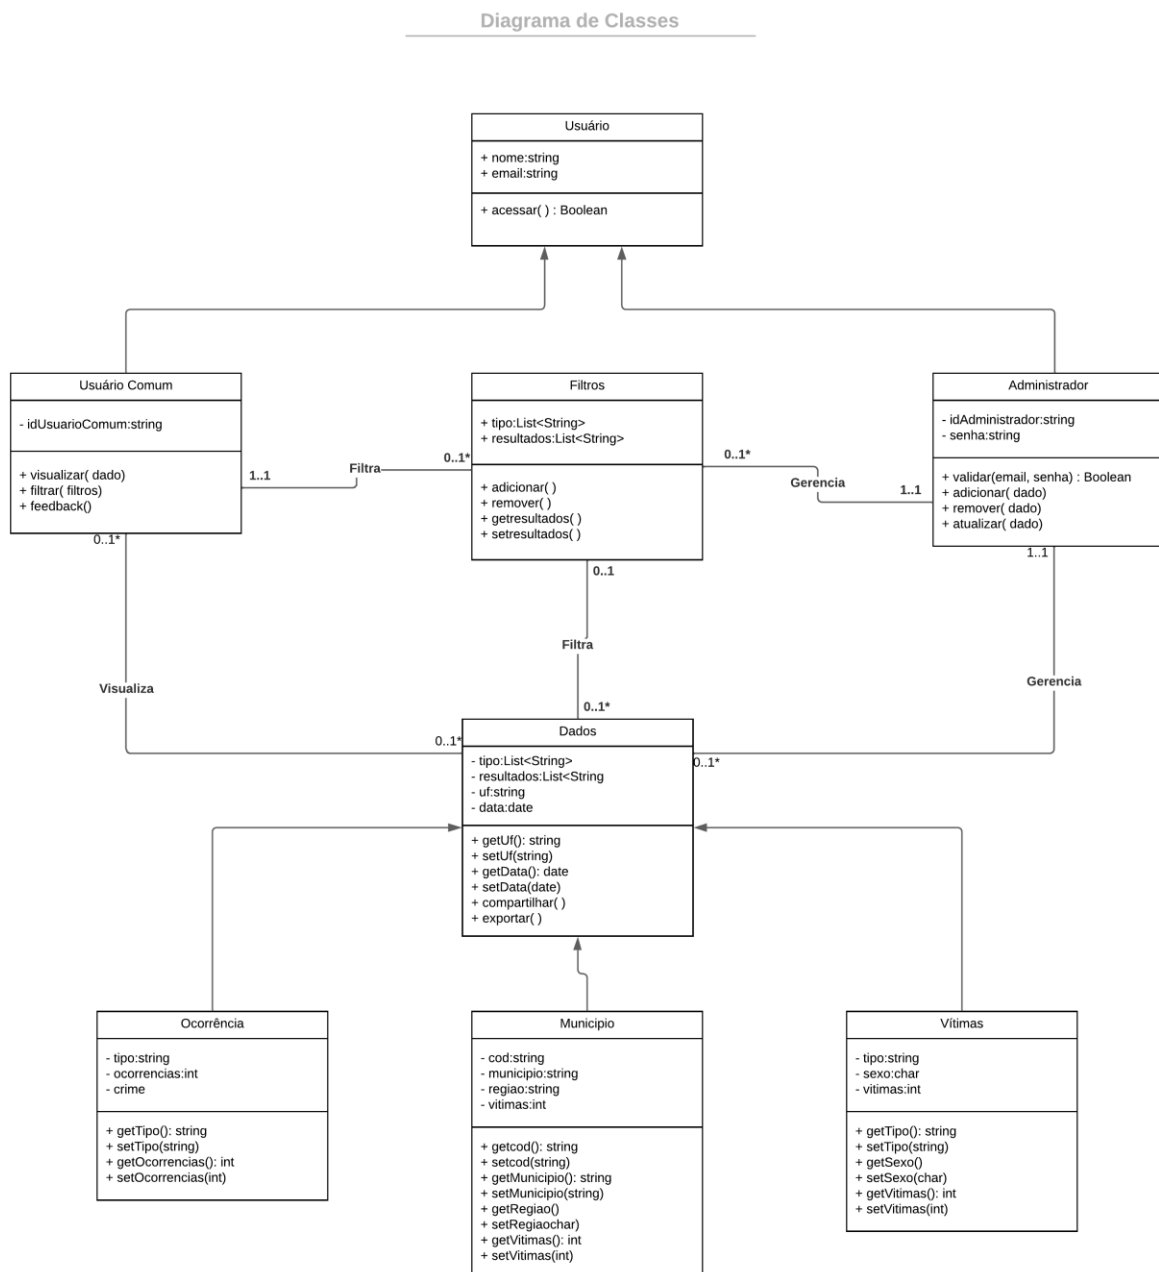 Diagrama de Classes
Usuário
+ nome:string
+ email:string
+ acessar( ) : Boolean
Usuário Comum
- idUsuarioComum:string
+ visualizar( dado)
+ filtrar( filtros)
+ feedback()
Filtros
+ tipo:List<String>
+ resultados:List<String>
+ adicionar( )
+ remover( )
+ getresultados( )
+ setresultados( )
Administrador
- idAdministrador:string
- senha:string
+ validar(email, senha) : Boolean
+ adicionar( dado)
+ remover( dado)
+ atualizar( dado)
1..1
Filtra
0..1*
0..1*
Gerencia
1..1
0..1*
0..1
1..1
Filtra
Visualiza
Gerencia
0..1*
0..1*
0..1*
Dados
- tipo:List<String>
- resultados:List<String
- uf:string
- data:date
+ getUf(): string
+ setUf(string)
+ getData(): date
+ setData(date)
+ compartilhar( )
+ exportar( )
Ocorrência
- tipo:string
- ocorrencias:int
- crime
+ getTipo(): string
+ setTipo(string)
+ getOcorrencias(): int
+ setOcorrencias(int)
Municipio
- cod:string
- municipio:string
- regiao:string
- vitimas:int
+ getcod(): string
+ setcod(string)
+ getMunicipio(): string
+ setMunicipio(string)
+ getRegiao()
+ setRegiaochar)
+ getVitimas(): int
+ setVitimas(int)
Vítimas
- tipo:string
- sexo:char
- vitimas:int
+ getTipo(): string
+ setTipo(string)
+ getSexo()
+ setSexo(char)
+ getVitimas(): int
+ setVitimas(int)